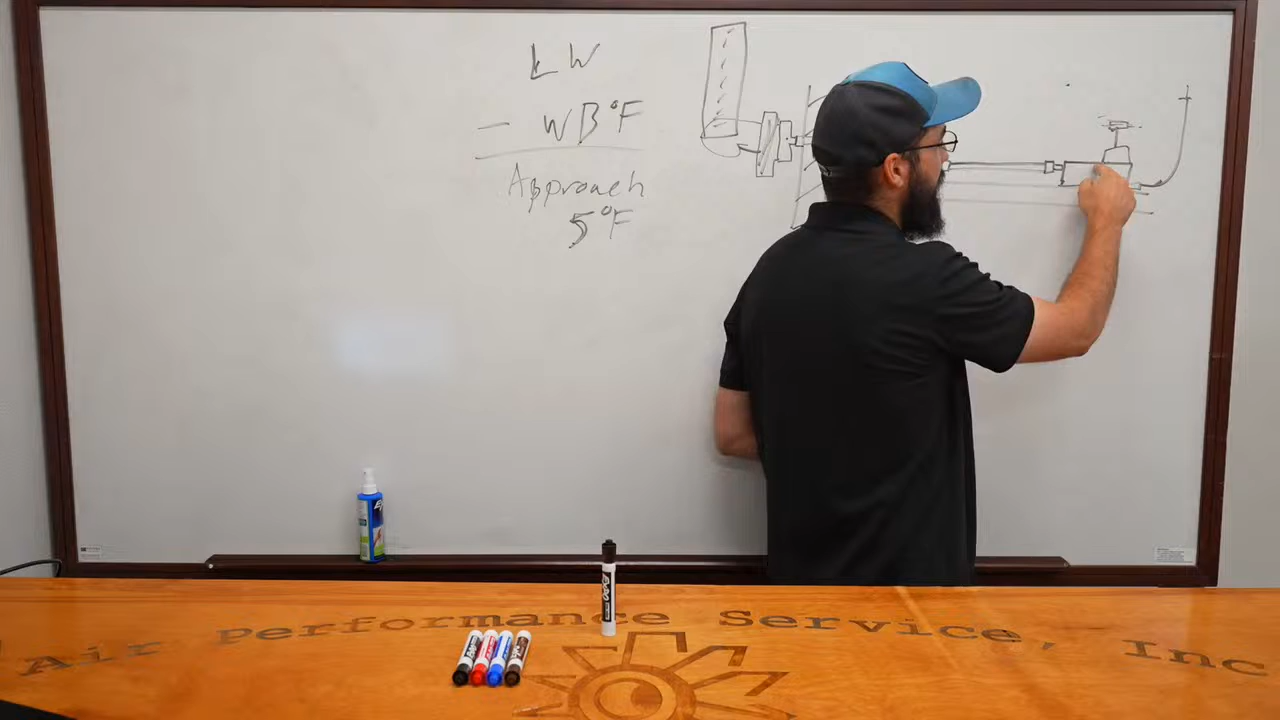 LW
- WB°F
Approach
5°F
Air Performance Service, Inc